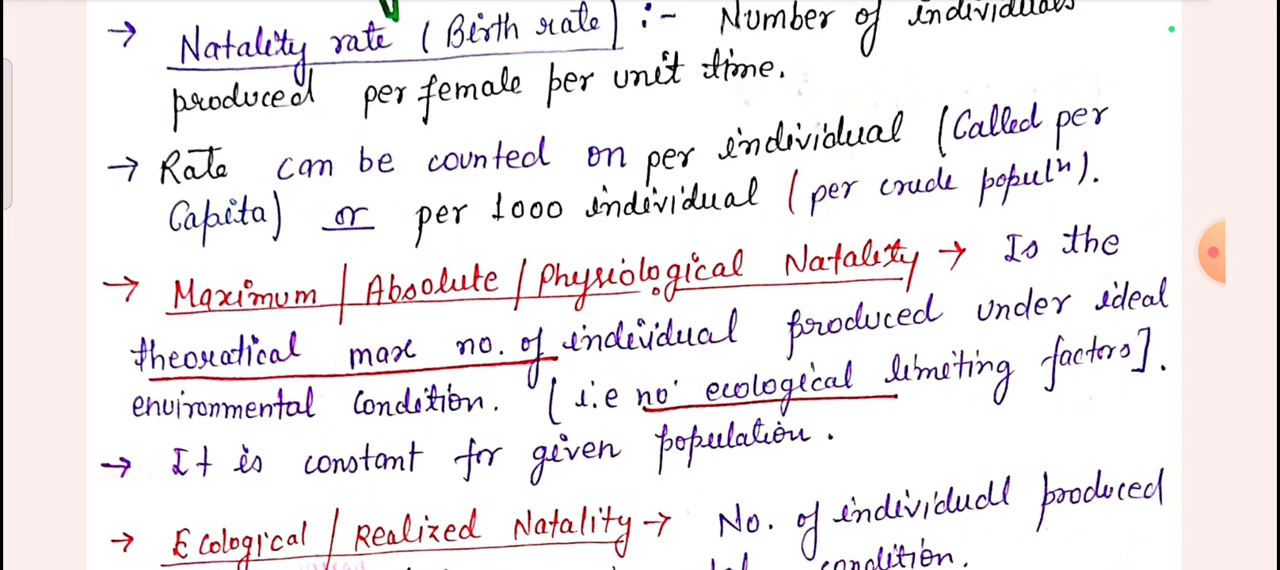 → Natality rate (Birth rate) :- Number of individuals
produced per female per unit time.
→ Rate can be counted on per individual (Called per
Capita) or per 1000 individual (per crude populn).
→ Maximum / Absolute / Physiological Natality → Is the
theoratical max no. of individual produced under ideal
environmental condition. [i.e no ecological limiting factors].
→ It is constant for given population.
→ Ecological / Realized Natality → No. of individual produced
condition.